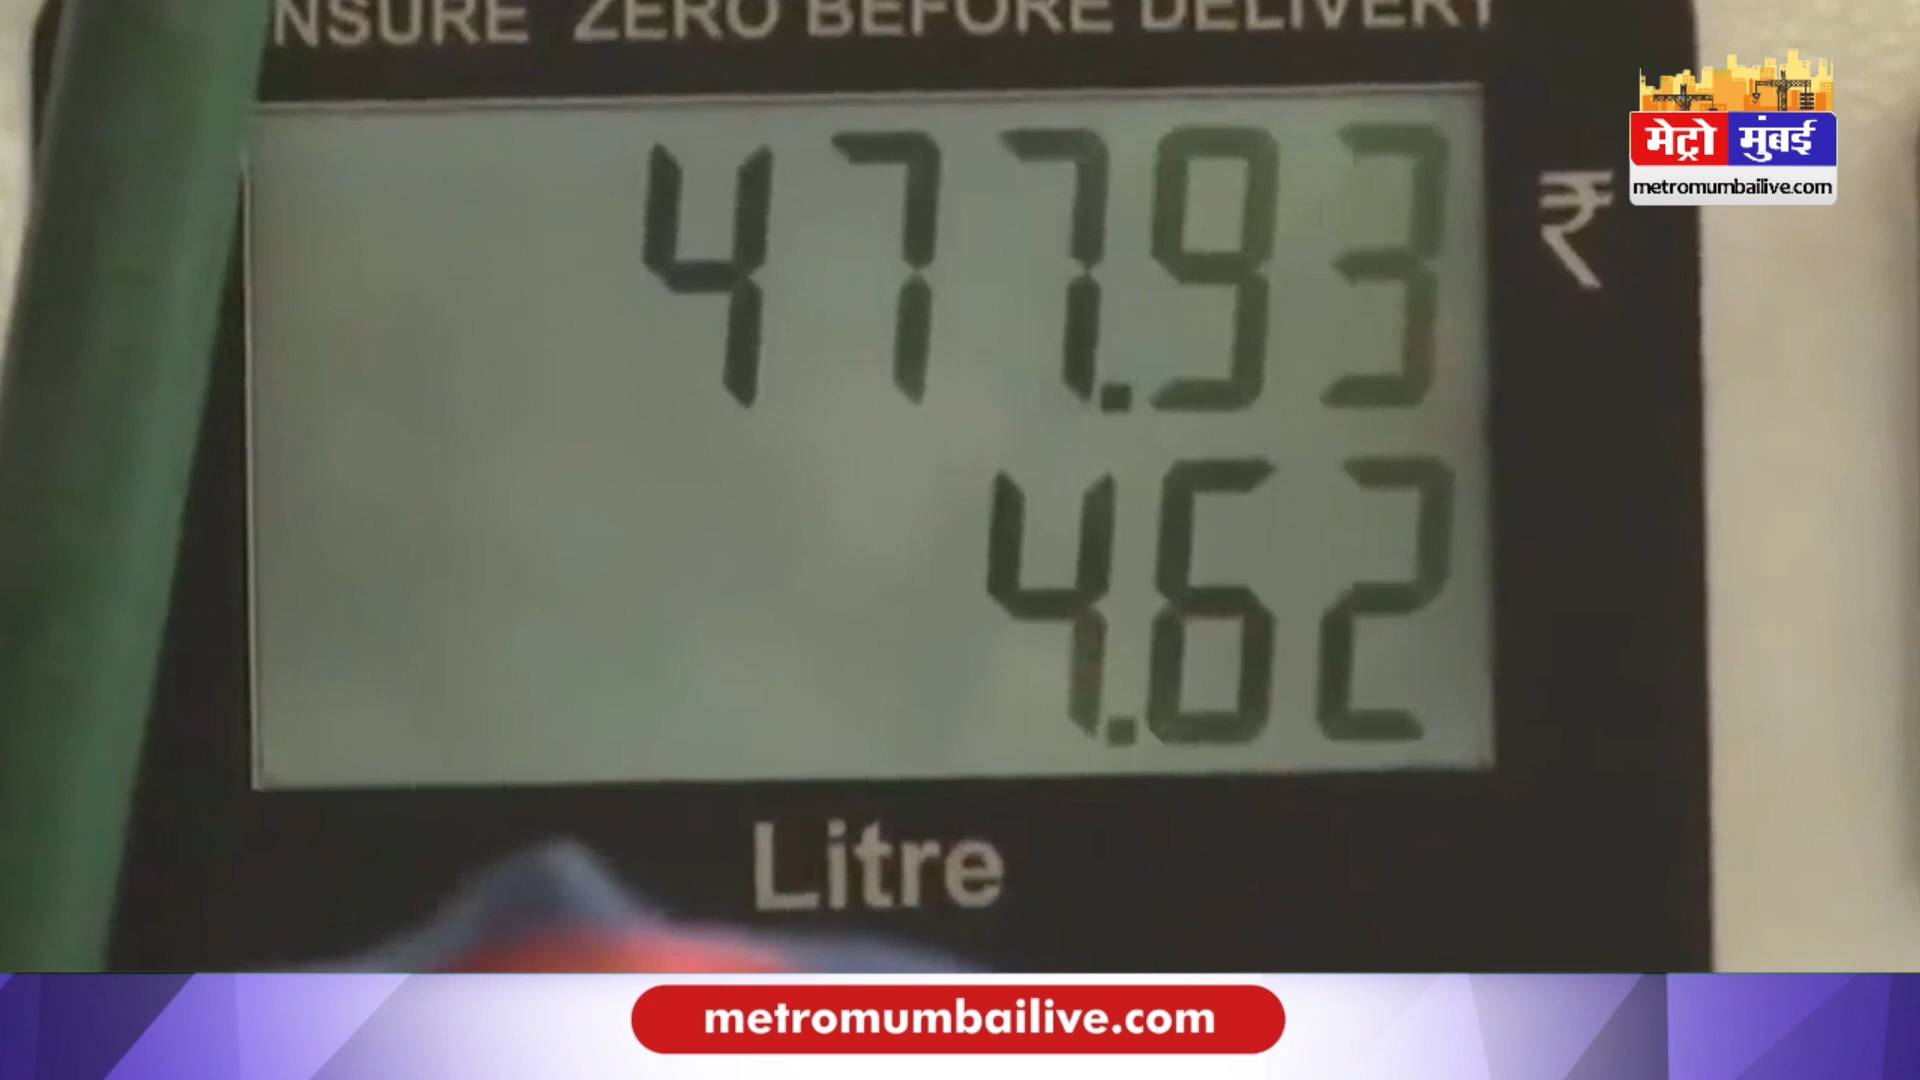 NSURE ZERO BEFORE DELIVERY
मेट्रो मुंबई
metromumbailive.com
477.93 ₹
4.62
Litre
metromumbailive.com